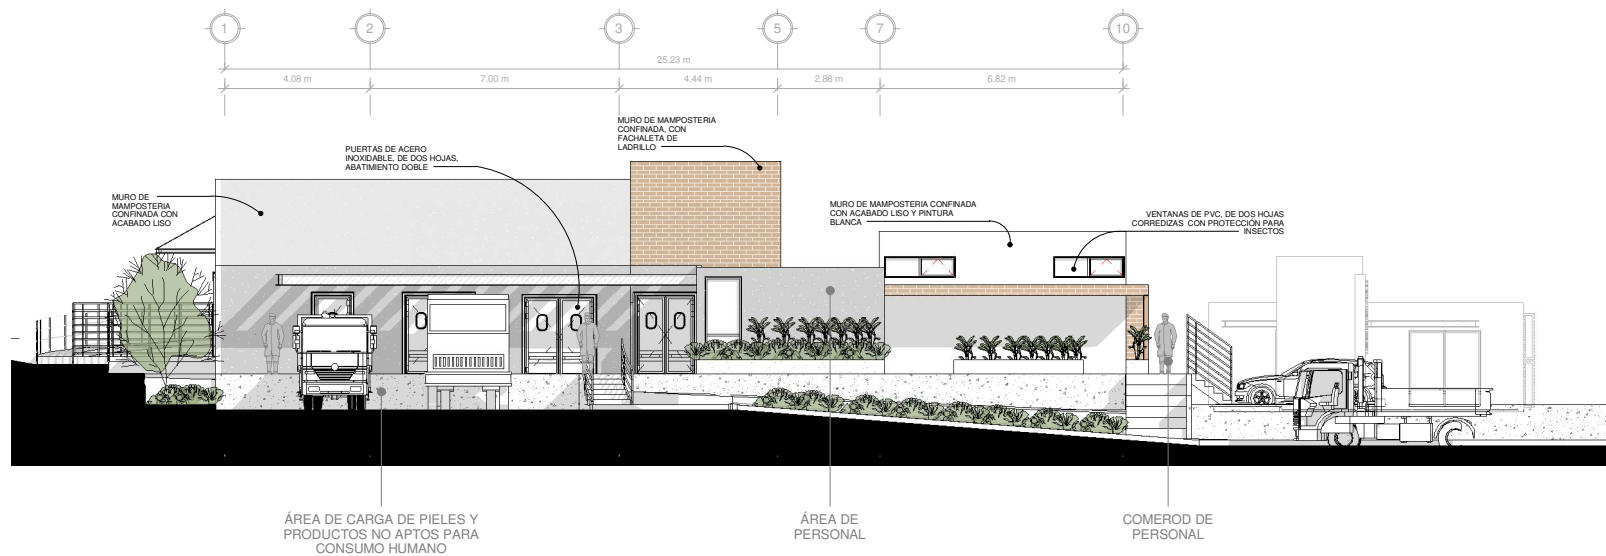 1
2
3
5
7
10
25.23 m
4.08 m
7.00 m
4.44 m
2.88 m
6.82 m
MURO DE MAMPOSTERIA
CONFINADA, CON
FACHALETA DE
LADRILLO
PUERTAS DE ACERO
INOXIDABLE, DE DOS HOJAS,
ABATIMIENTO DOBLE
MURO DE
MAMPOSTERIA
CONFINADA CON
ACABADO LISO
MURO DE MAMPOSTERIA CONFINADA
CON ACABADO LISO Y PINTURA
BLANCA
VENTANAS DE PVC, DE DOS HOJAS
CORREDIZAS CON PROTECCIÓN PARA
INSECTOS
ÁREA DE CARGA DE PIELES Y
PRODUCTOS NO APTOS PARA
CONSUMO HUMANO
ÁREA DE
PERSONAL
COMEROD DE
PERSONAL